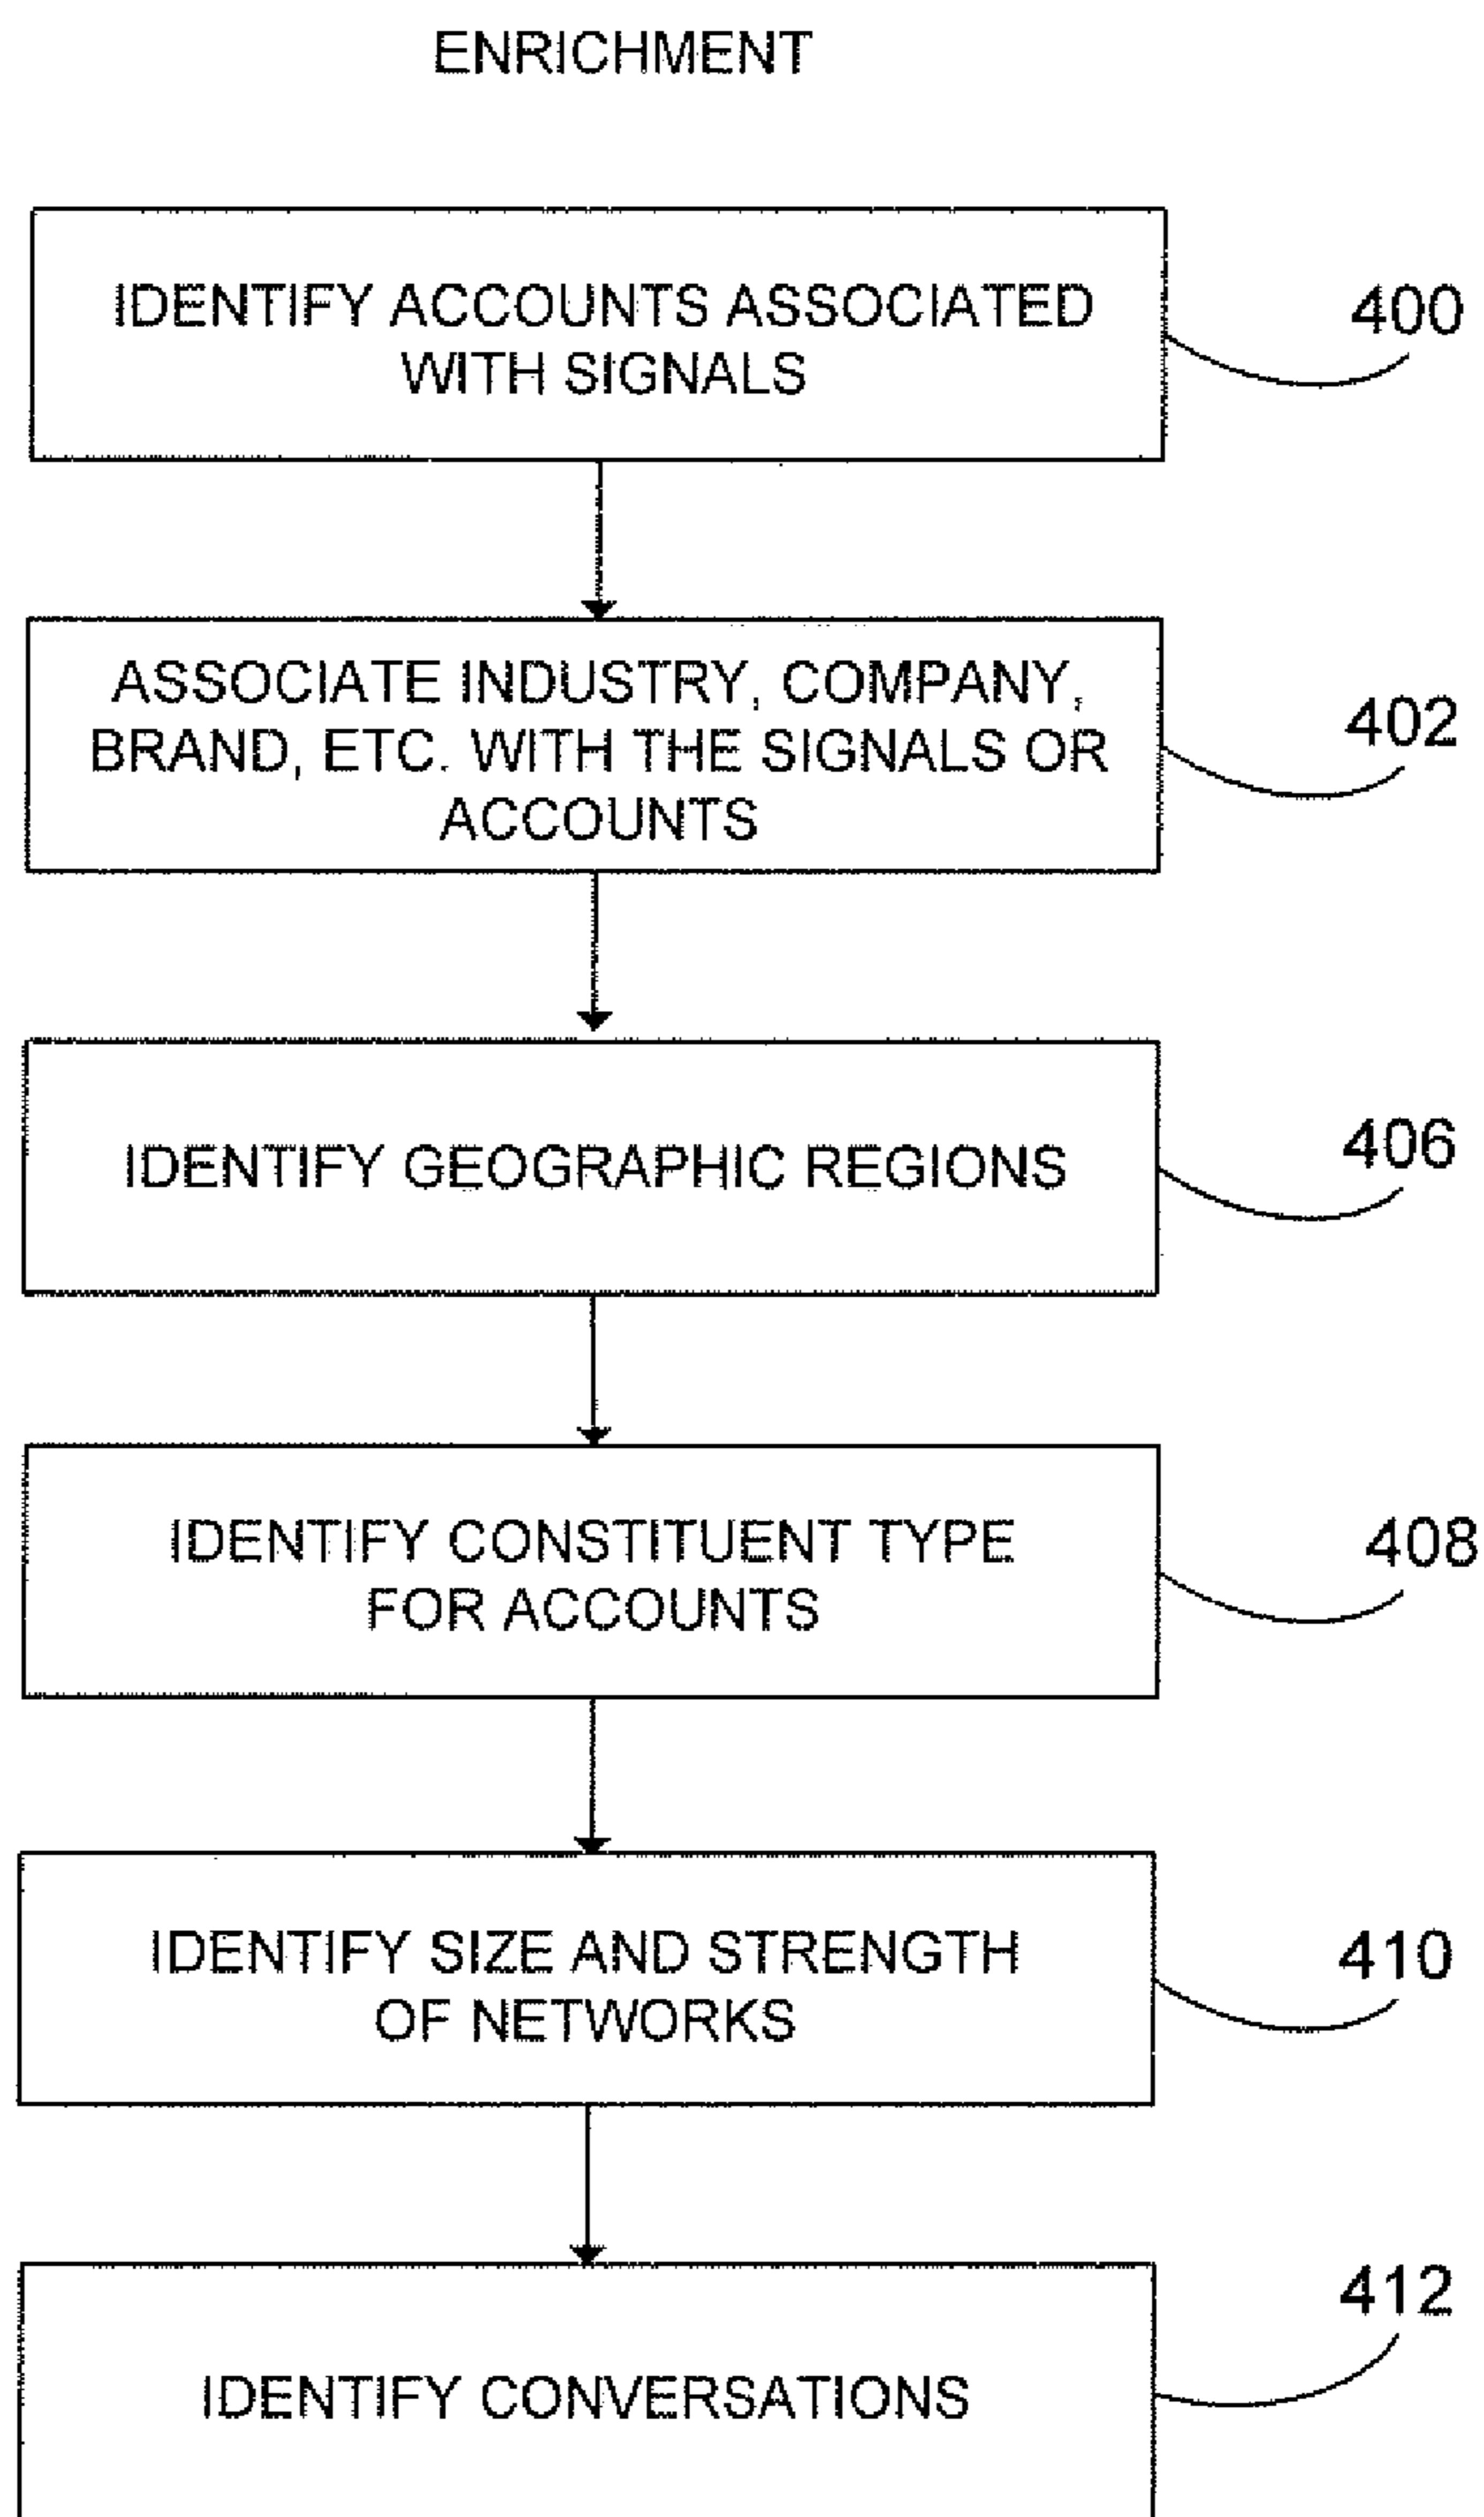 ENRICHMENT
IDENTIFY ACCOUNTS ASSOCIATED
WITH SIGNALS
400
ASSOCIATE INDUSTRY, COMPANY,
BRAND, ETC. WITH THE SIGNALS OR
ACCOUNTS
402
IDENTIFY GEOGRAPHIC REGIONS
406
IDENTIFY CONSTITUENT TYPE
FOR ACCOUNTS
408
IDENTIFY SIZE AND STRENGTH
OF NETWORKS
410
IDENTIFY CONVERSATIONS
412